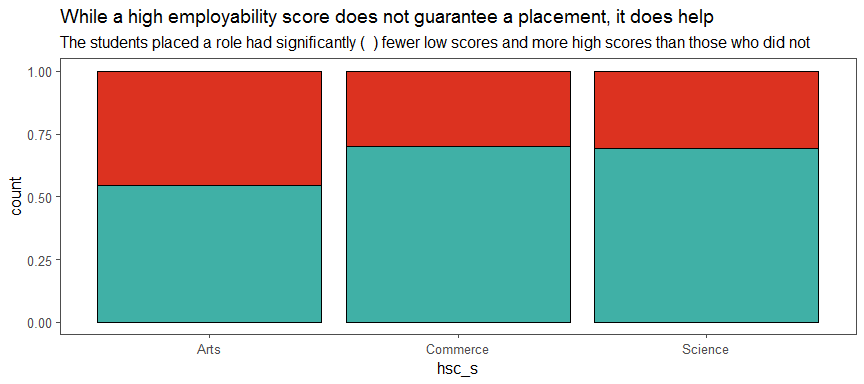 While a high employability score does not guarantee a placement, it does help
The students placed a role had significantly (  ) fewer low scores and more high scores than those who did not
1.00
0.75
0.50
0.25
0.00
count
Arts Commerce Science
hsc_s